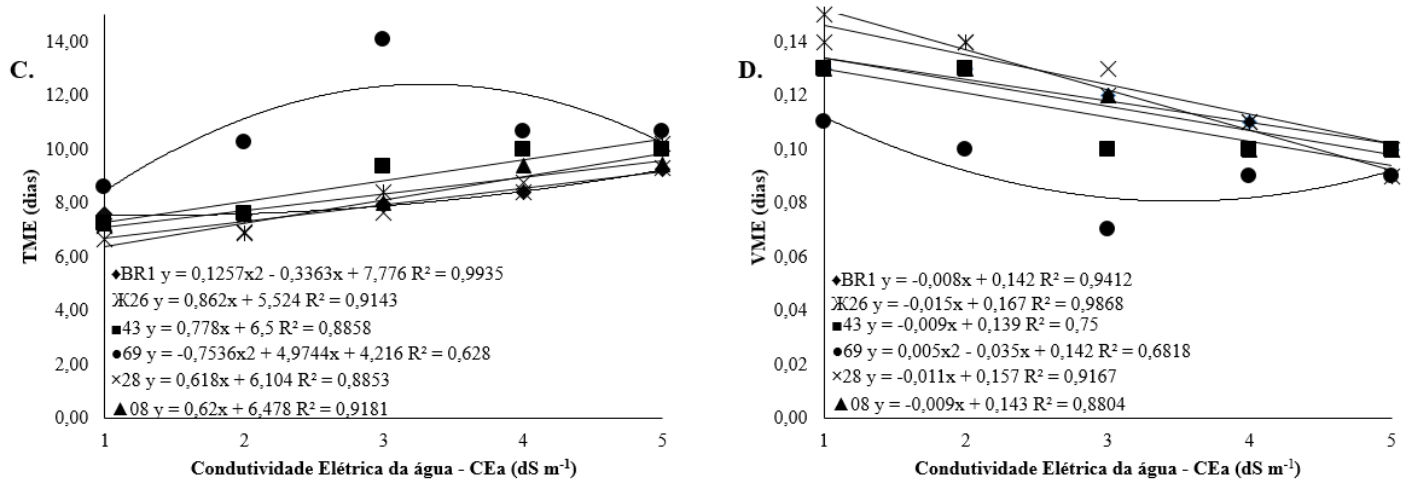 C.
TME (dias)
14,00
12,00
10,00
8,00
6,00
4,00
2,00
0,00
♦BR1 y = 0,1257x2 - 0,3363x + 7,776 R² = 0,9935
Ж26 y = 0,862x + 5,524 R² = 0,9143
■43 y = 0,778x + 6,5 R² = 0,8858
●69 y = -0,7536x2 + 4,9744x + 4,216 R² = 0,628
×28 y = 0,618x + 6,104 R² = 0,8853
▲08 y = 0,62x + 6,478 R² = 0,9181
1 2 3 4 5
Condutividade Elétrica da água - CEa (dS m⁻¹)
D.
VME (dias)
0,14
0,12
0,10
0,08
0,06
0,04
0,02
0,00
♦BR1 y = -0,008x + 0,142 R² = 0,9412
Ж26 y = -0,015x + 0,167 R² = 0,9868
■43 y = -0,009x + 0,139 R² = 0,75
●69 y = 0,005x2 - 0,035x + 0,142 R² = 0,6818
×28 y = -0,011x + 0,157 R² = 0,9167
▲08 y = -0,009x + 0,143 R² = 0,8804
1 2 3 4 5
Condutividade Elétrica da água - CEa (dS m⁻¹)